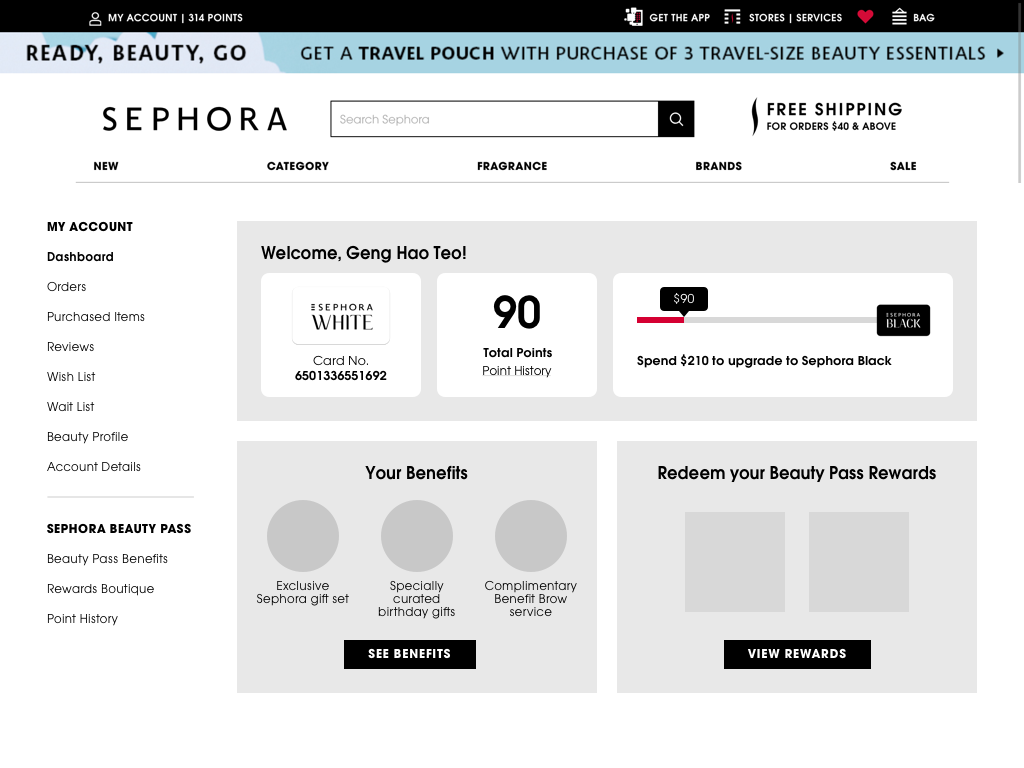 MY ACCOUNT | 314 POINTS
GET THE APP
STORES | SERVICES
BAG
READY, BEAUTY, GO
GET A TRAVEL POUCH WITH PURCHASE OF 3 TRAVEL-SIZE BEAUTY ESSENTIALS
SEPHORA
Search Sephora
FREE SHIPPING
FOR ORDERS $40 & ABOVE
NEW
CATEGORY
FRAGRANCE
BRANDS
SALE
MY ACCOUNT
Dashboard
Orders
Purchased Items
Reviews
Wish List
Wait List
Beauty Profile
Account Details
SEPHORA BEAUTY PASS
Beauty Pass Benefits
Rewards Boutique
Point History
Welcome, Geng Hao Teo!
SEPHORA
WHITE
Card No.
6501336551692
90
Total Points
Point History
$90
SEPHORA
BLACK
Spend $210 to upgrade to Sephora Black
Your Benefits
Exclusive
Sephora gift set
Specially
curated
birthday gifts
Complimentary
Benefit Brow
service
SEE BENEFITS
Redeem your Beauty Pass Rewards
VIEW REWARDS